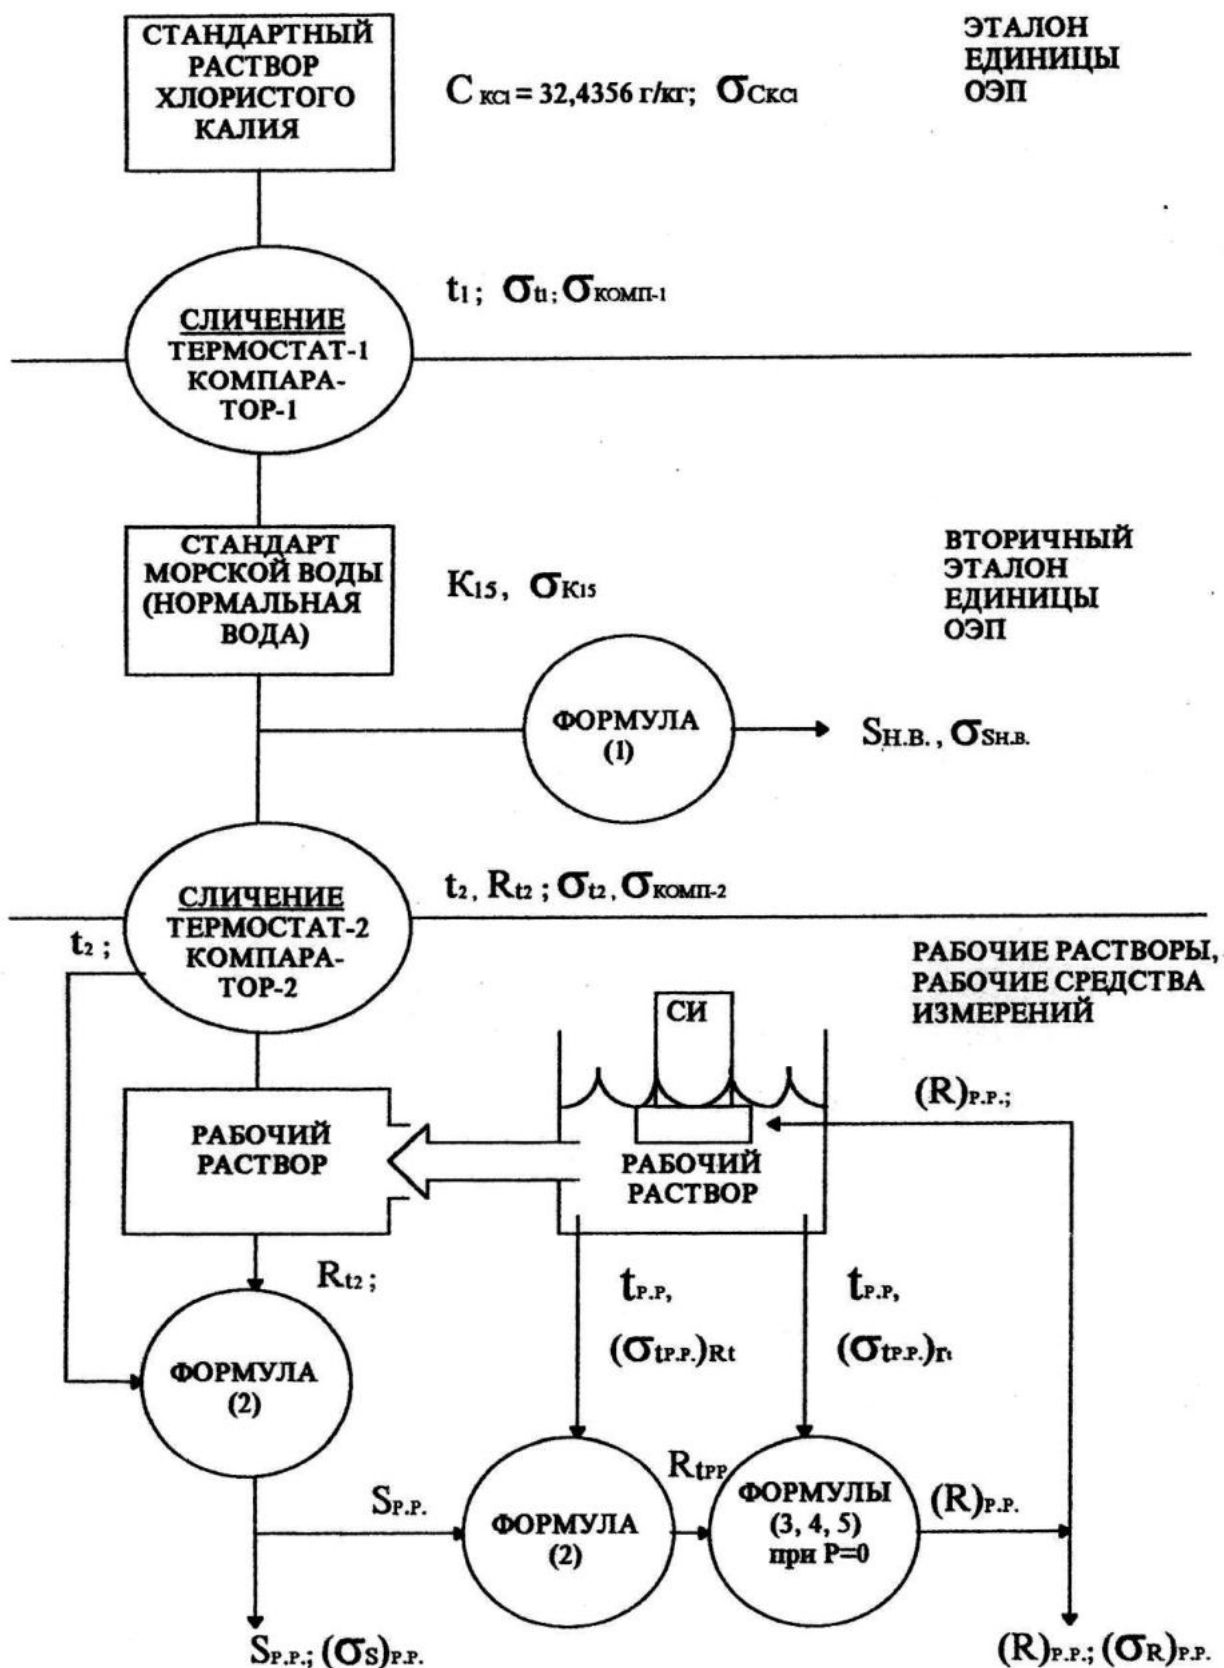 СТАНДАРТНЫЙ
РАСТВОР
ХЛОРИСТОГО
КАЛИЯ
C KCl = 32,4356 г/кг; σCKCl
ЭТАЛОН
ЕДИНИЦЫ
ОЭП
t1; σt1; σКОМП-1
СЛИЧЕНИЕ
ТЕРМОСТАТ-1
КОМПАРА-
ТОР-1
СТАНДАРТ
МОРСКОЙ ВОДЫ
(НОРМАЛЬНАЯ
ВОДА)
K15, σK15
ВТОРИЧНЫЙ
ЭТАЛОН
ЕДИНИЦЫ
ОЭП
ФОРМУЛА
(1)
SН.В., σSН.В.
СЛИЧЕНИЕ
ТЕРМОСТАТ-2
КОМПАРА-
ТОР-2
t2, Rt2; σt2, σКОМП-2
t2;
РАБОЧИЕ РАСТВОРЫ,
РАБОЧИЕ СРЕДСТВА
ИЗМЕРЕНИЙ
СИ
(R)Р.Р.;
РАБОЧИЙ
РАСТВОР
РАБОЧИЙ
РАСТВОР
Rt2;
tР.Р,
(σtР.Р.)Rt
tР.Р,
(σtР.Р.)rt
ФОРМУЛА
(2)
SР.Р.
ФОРМУЛА
(2)
RtРР
ФОРМУЛЫ
(3, 4, 5)
при P=0
(R)Р.Р.
SР.Р.; (σS)Р.Р.
(R)Р.Р.; (σR)Р.Р.